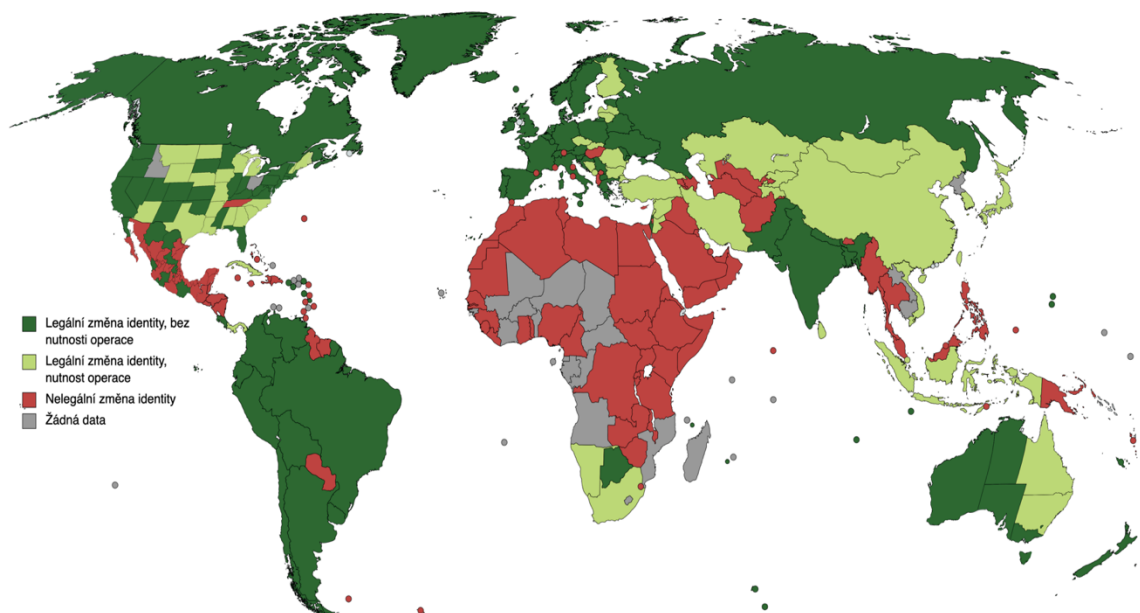 Legální změna identity, bez
nutnosti operace
Legální změna identity,
nutnost operace
Nelegální změna identity
Žádná data